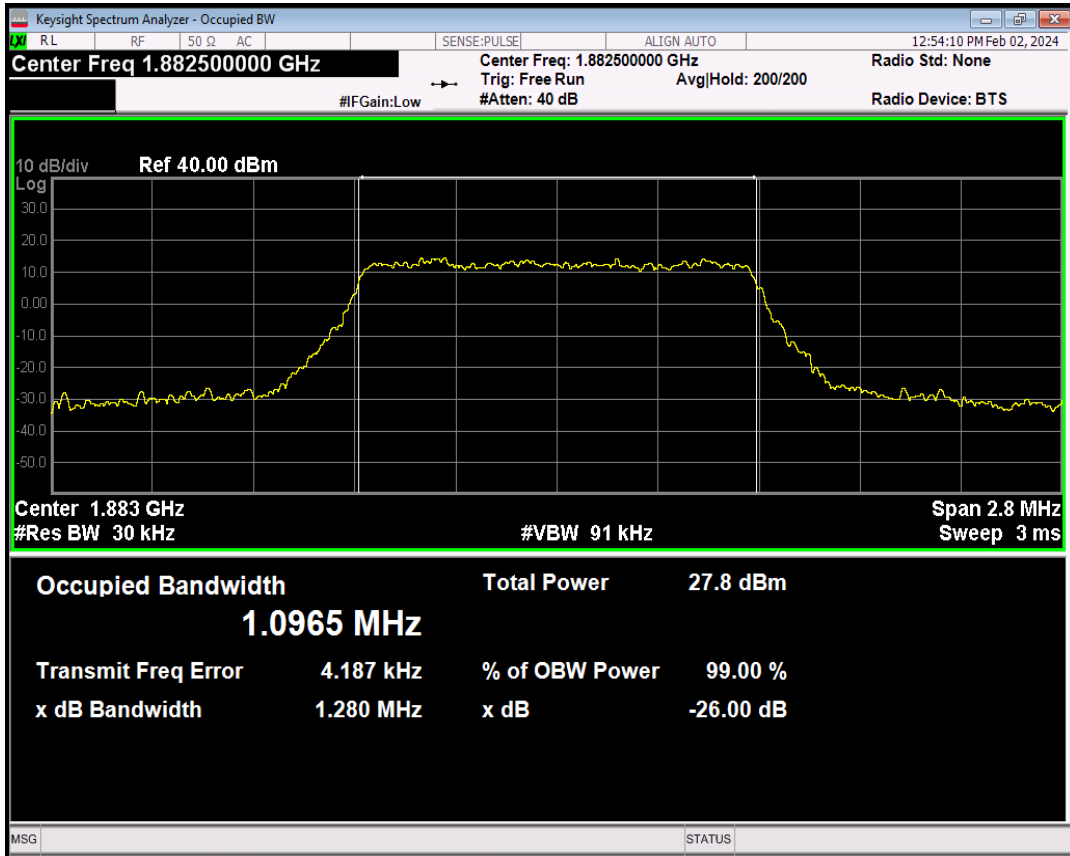 Keysight Spectrum Analyzer - Occupied BW
LXI RL RF 50 Ω AC SENSE:PULSE ALIGN AUTO 12:54:10 PM Feb 02, 2024
Center Freq 1.882500000 GHz Center Freq: 1.882500000 GHz Radio Std: None
Trig: Free Run Avg|Hold: 200/200
#IFGain:Low #Atten: 40 dB Radio Device: BTS
10 dB/div Ref 40.00 dBm
Log
30.0
20.0
10.0
0.00
-10.0
-20.0
-30.0
-40.0
-50.0
Center 1.883 GHz Span 2.8 MHz
#Res BW 30 kHz #VBW 91 kHz Sweep 3 ms
Occupied Bandwidth Total Power 27.8 dBm
1.0965 MHz
Transmit Freq Error 4.187 kHz % of OBW Power 99.00 %
x dB Bandwidth 1.280 MHz x dB -26.00 dB
MSG STATUS